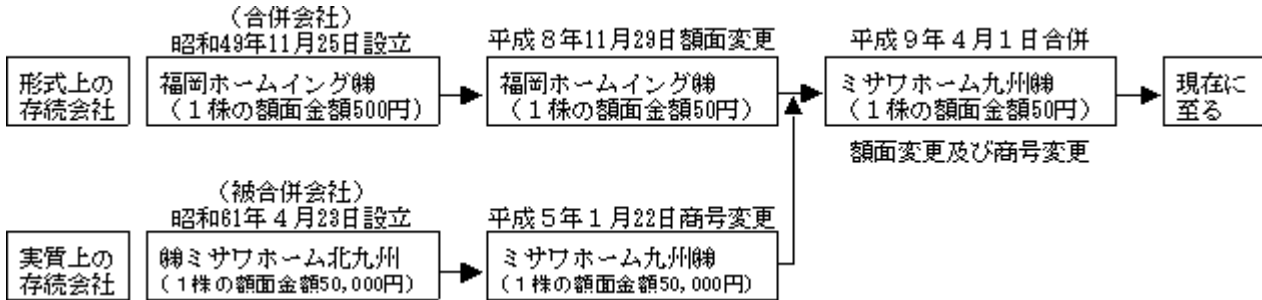 （合併会社）
昭和49年11月25日設立
平成８年11月29日額面変更
平成９年４月１日合併
形式上の
存続会社
福岡ホームイング㈱
（１株の額面金額500円）
福岡ホームイング㈱
（１株の額面金額50円）
ミサワホーム九州㈱
（１株の額面金額50円）
現在に
至る
額面変更及び商号変更
（被合併会社）
昭和61年４月23日設立
平成５年１月22日商号変更
実質上の
存続会社
㈱ミサワホーム北九州
（１株の額面金額50,000円）
ミサワホーム九州㈱
（１株の額面金額50,000円）